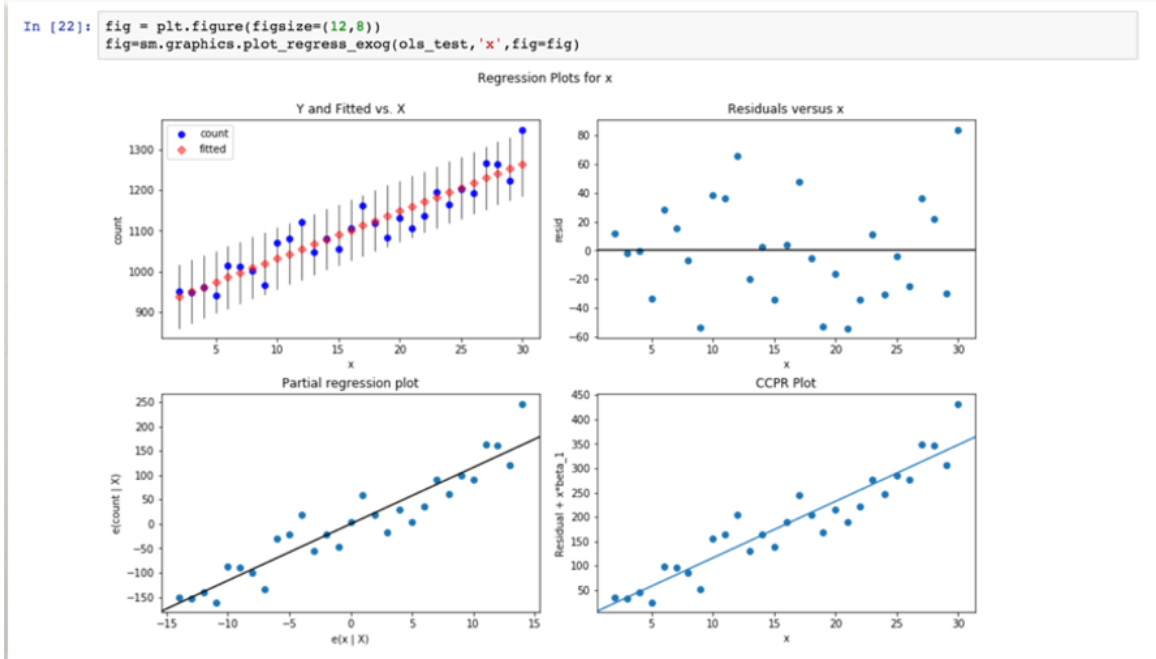 In [22]: fig = plt.figure(figsize=(12,8))
fig=sm.graphics.plot_regress_exog(ols_test,'x',fig=fig)
Regression Plots for x
Y and Fitted vs. X
count
fitted
1300
1200
1100
1000
900
count
5 10 15 20 25 30
x
Residuals versus x
80
60
40
20
0
−20
−40
−60
resid
5 10 15 20 25 30
x
Partial regression plot
250
200
150
100
50
0
−50
−100
−150
e(count | X)
−15 −10 −5 0 5 10 15
e(x | X)
CCPR Plot
450
400
350
300
250
200
150
100
50
Residual + x*beta_1
5 10 15 20 25 30
x